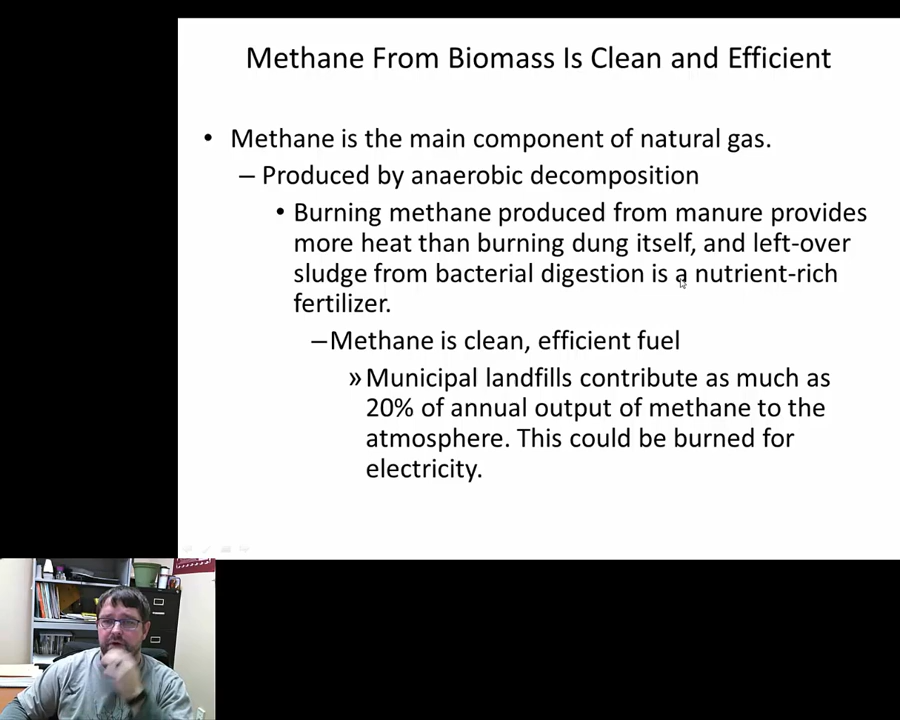 Methane From Biomass Is Clean and Efficient
• Methane is the main component of natural gas.
– Produced by anaerobic decomposition
• Burning methane produced from manure provides
more heat than burning dung itself, and left-over
sludge from bacterial digestion is a nutrient-rich
fertilizer.
–Methane is clean, efficient fuel
»Municipal landfills contribute as much as
20% of annual output of methane to the
atmosphere. This could be burned for
electricity.